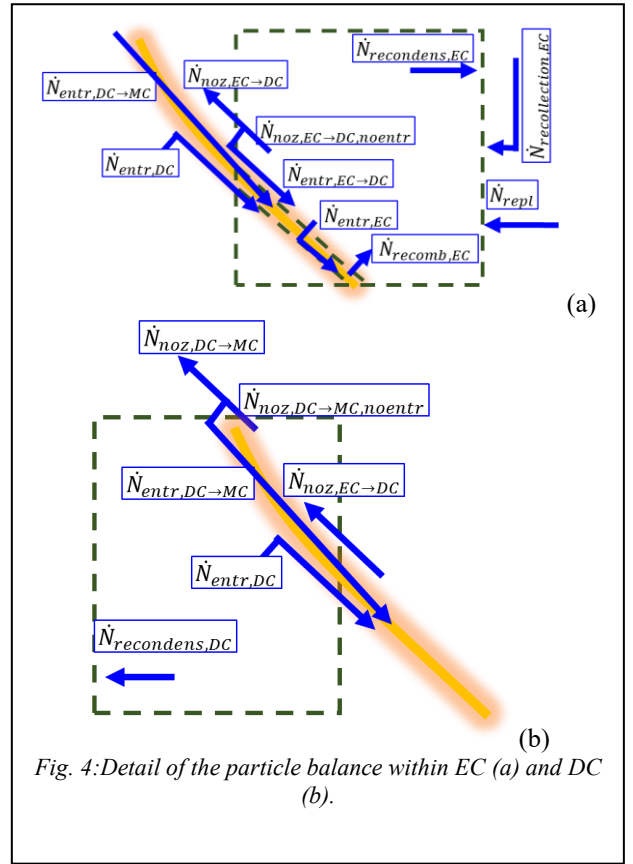 (a)
Ṅrecondens,EC
Ṅnoz,EC→DC
Ṅentr,DC→MC
Ṅrecollection,EC
Ṅnoz,EC→DC,noentr
Ṅentr,DC
Ṅentr,EC→DC
Ṅrepl
Ṅentr,EC
Ṅrecomb,EC
Ṅnoz,DC→MC
Ṅnoz,DC→MC,noentr
Ṅentr,DC→MC
Ṅnoz,EC→DC
Ṅentr,DC
Ṅrecondens,DC
(b)
Fig. 4:Detail of the particle balance within EC (a) and DC
(b).